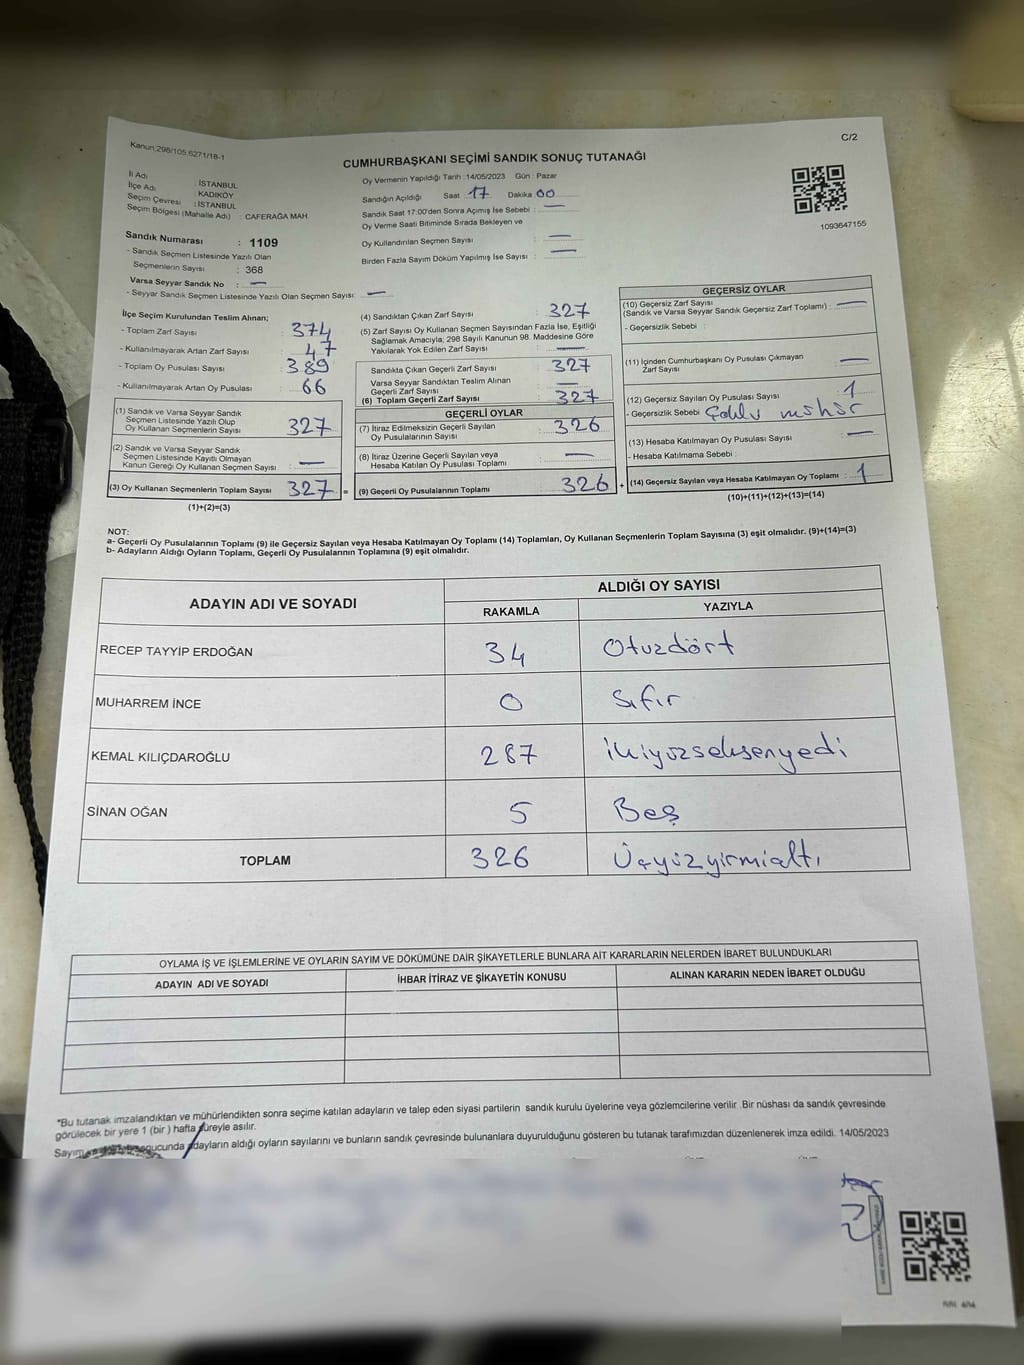 Kanun:298/105.6271/18-1
C/2
CUMHURBAŞKANI SEÇİMİ SANDIK SONUÇ TUTANAĞI
İl Adı : İSTANBUL
İlçe Adı : KADIKÖY
Seçim Çevresi : İSTANBUL
Seçim Bölgesi (Mahalle Adı) : CAFERAĞA MAH
Oy Vermenin Yapıldığı Tarih :14/05/2023 Gün : Pazar
Sandığın Açıldığı Saat 17 Dakika 00
Sandık Saat 17:00'den Sonra Açmış İse Sebebi : —
Oy Verme Saati Bitiminde Sırada Bekleyen ve
Oy Kullandırılan Seçmen Sayısı : —
Birden Fazla Sayım Döküm Yapılmış İse Sayısı : —
1093647155
Sandık Numarası : 1109
- Sandık Seçmen Listesinde Yazılı Olan
Seçmenlerin Sayısı : 368
Varsa Seyyar Sandık No : —
- Seyyar Sandık Seçmen Listesinde Yazılı Olan Seçmen Sayısı: —
İlçe Seçim Kurulundan Teslim Alınan;
- Toplam Zarf Sayısı : 374
- Kullanılmayarak Artan Zarf Sayısı : 47
- Toplam Oy Pusulası Sayısı : 389
- Kullanılmayarak Artan Oy Pusulası : 66
(1) Sandık ve Varsa Seyyar Sandık
Seçmen Listesinde Yazılı Olup
Oy Kullanan Seçmenlerin Sayısı : 327
(2) Sandık ve Varsa Seyyar Sandık
Seçmen Listesinde Kayıtlı Olmayan
Kanun Gereği Oy Kullanan Seçmen Sayısı : —
(3) Oy Kullanan Seçmenlerin Toplam Sayısı : 327 =
(1)+(2)=(3)
(4) Sandıktan Çıkan Zarf Sayısı : 327
(5) Zarf Sayısı Oy Kullanan Seçmen Sayısından Fazla İse, Eşitliği
Sağlamak Amacıyla; 298 Sayılı Kanunun 98. Maddesine Göre
Yakılarak Yok Edilen Zarf Sayısı : —
Sandıkta Çıkan Geçerli Zarf Sayısı : 327
Varsa Seyyar Sandıktan Teslim Alınan
Geçerli Zarf Sayısı : —
(6) Toplam Geçerli Zarf Sayısı : 327
GEÇERLİ OYLAR
(7) İtiraz Edilmeksizin Geçerli Sayılan
Oy Pusulalarının Sayısı : 326
(8) İtiraz Üzerine Geçerli Sayılan veya
Hesaba Katılan Oy Pusulası Toplamı : —
(9) Geçerli Oy Pusulalarının Toplamı : 326 +
GEÇERSİZ OYLAR
(10) Geçersiz Zarf Sayısı
(Sandık ve Varsa Seyyar Sandık Geçersiz Zarf Toplamı) : —
- Geçersizlik Sebebi :
(11) İçinden Cumhurbaşkanı Oy Pusulası Çıkmayan
Zarf Sayısı : —
(12) Geçersiz Sayılan Oy Pusulası Sayısı : 1
- Geçersizlik Sebebi : Çoklu mühür
(13) Hesaba Katılmayan Oy Pusulası Sayısı : —
- Hesaba Katılmama Sebebi :
(14) Geçersiz Sayılan veya Hesaba Katılmayan Oy Toplamı : 1
(10)+(11)+(12)+(13)=(14)
NOT:
a- Geçerli Oy Pusulalarının Toplamı (9) ile Geçersiz Sayılan veya Hesaba Katılmayan Oy Toplamı (14) Toplamları, Oy Kullanan Seçmenlerin Toplam Sayısına (3) eşit olmalıdır. (9)+(14)=(3)
b- Adayların Aldığı Oyların Toplamı, Geçerli Oy Pusulalarının Toplamına (9) eşit olmalıdır.
ADAYIN ADI VE SOYADI ALDIĞI OY SAYISI
RAKAMLA YAZIYLA
RECEP TAYYİP ERDOĞAN 34 Otuzdört
MUHARREM İNCE 0 Sıfır
KEMAL KILIÇDAROĞLU 287 ikiyüzseksenyedi
SİNAN OĞAN 5 Beş
TOPLAM 326 Üçyüzyirmialtı
OYLAMA İŞ VE İŞLEMLERİNE VE OYLARIN SAYIM VE DÖKÜMÜNE DAİR ŞİKAYETLERLE BUNLARA AİT KARARLARIN NELERDEN İBARET BULUNDUKLARI
ADAYIN ADI VE SOYADI İHBAR İTİRAZ VE ŞİKAYETİN KONUSU ALINAN KARARIN NEDEN İBARET OLDUĞU
*Bu tutanak imzalandıktan ve mühürlendikten sonra seçime katılan adayların ve talep eden siyasi partilerin sandık kurulu üyelerine veya gözlemcilerine verilir .Bir nüshası da sandık çevresinde
görülecek bir yere 1 (bir ) hafta süreyle asılır.
Sayım adayların aldığı oyların sayılarını ve bunların sandık çevresinde bulunanlara duyurulduğunu gösteren bu tutanak tarafımızdan düzenlenerek imza edildi. 14/05/2023